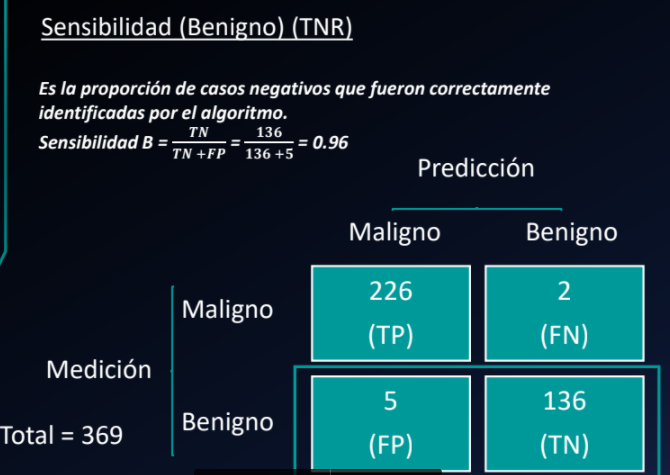 Sensibilidad (Benigno) (TNR)
Es la proporción de casos negativos que fueron correctamente
identificadas por el algoritmo.
Sensibilidad B = TN / TN +FP = 136 / 136 +5 = 0.96
Predicción
Maligno Benigno
Maligno 226 2
(TP) (FN)
Medición
Benigno 5 136
Total = 369 (FP) (TN)